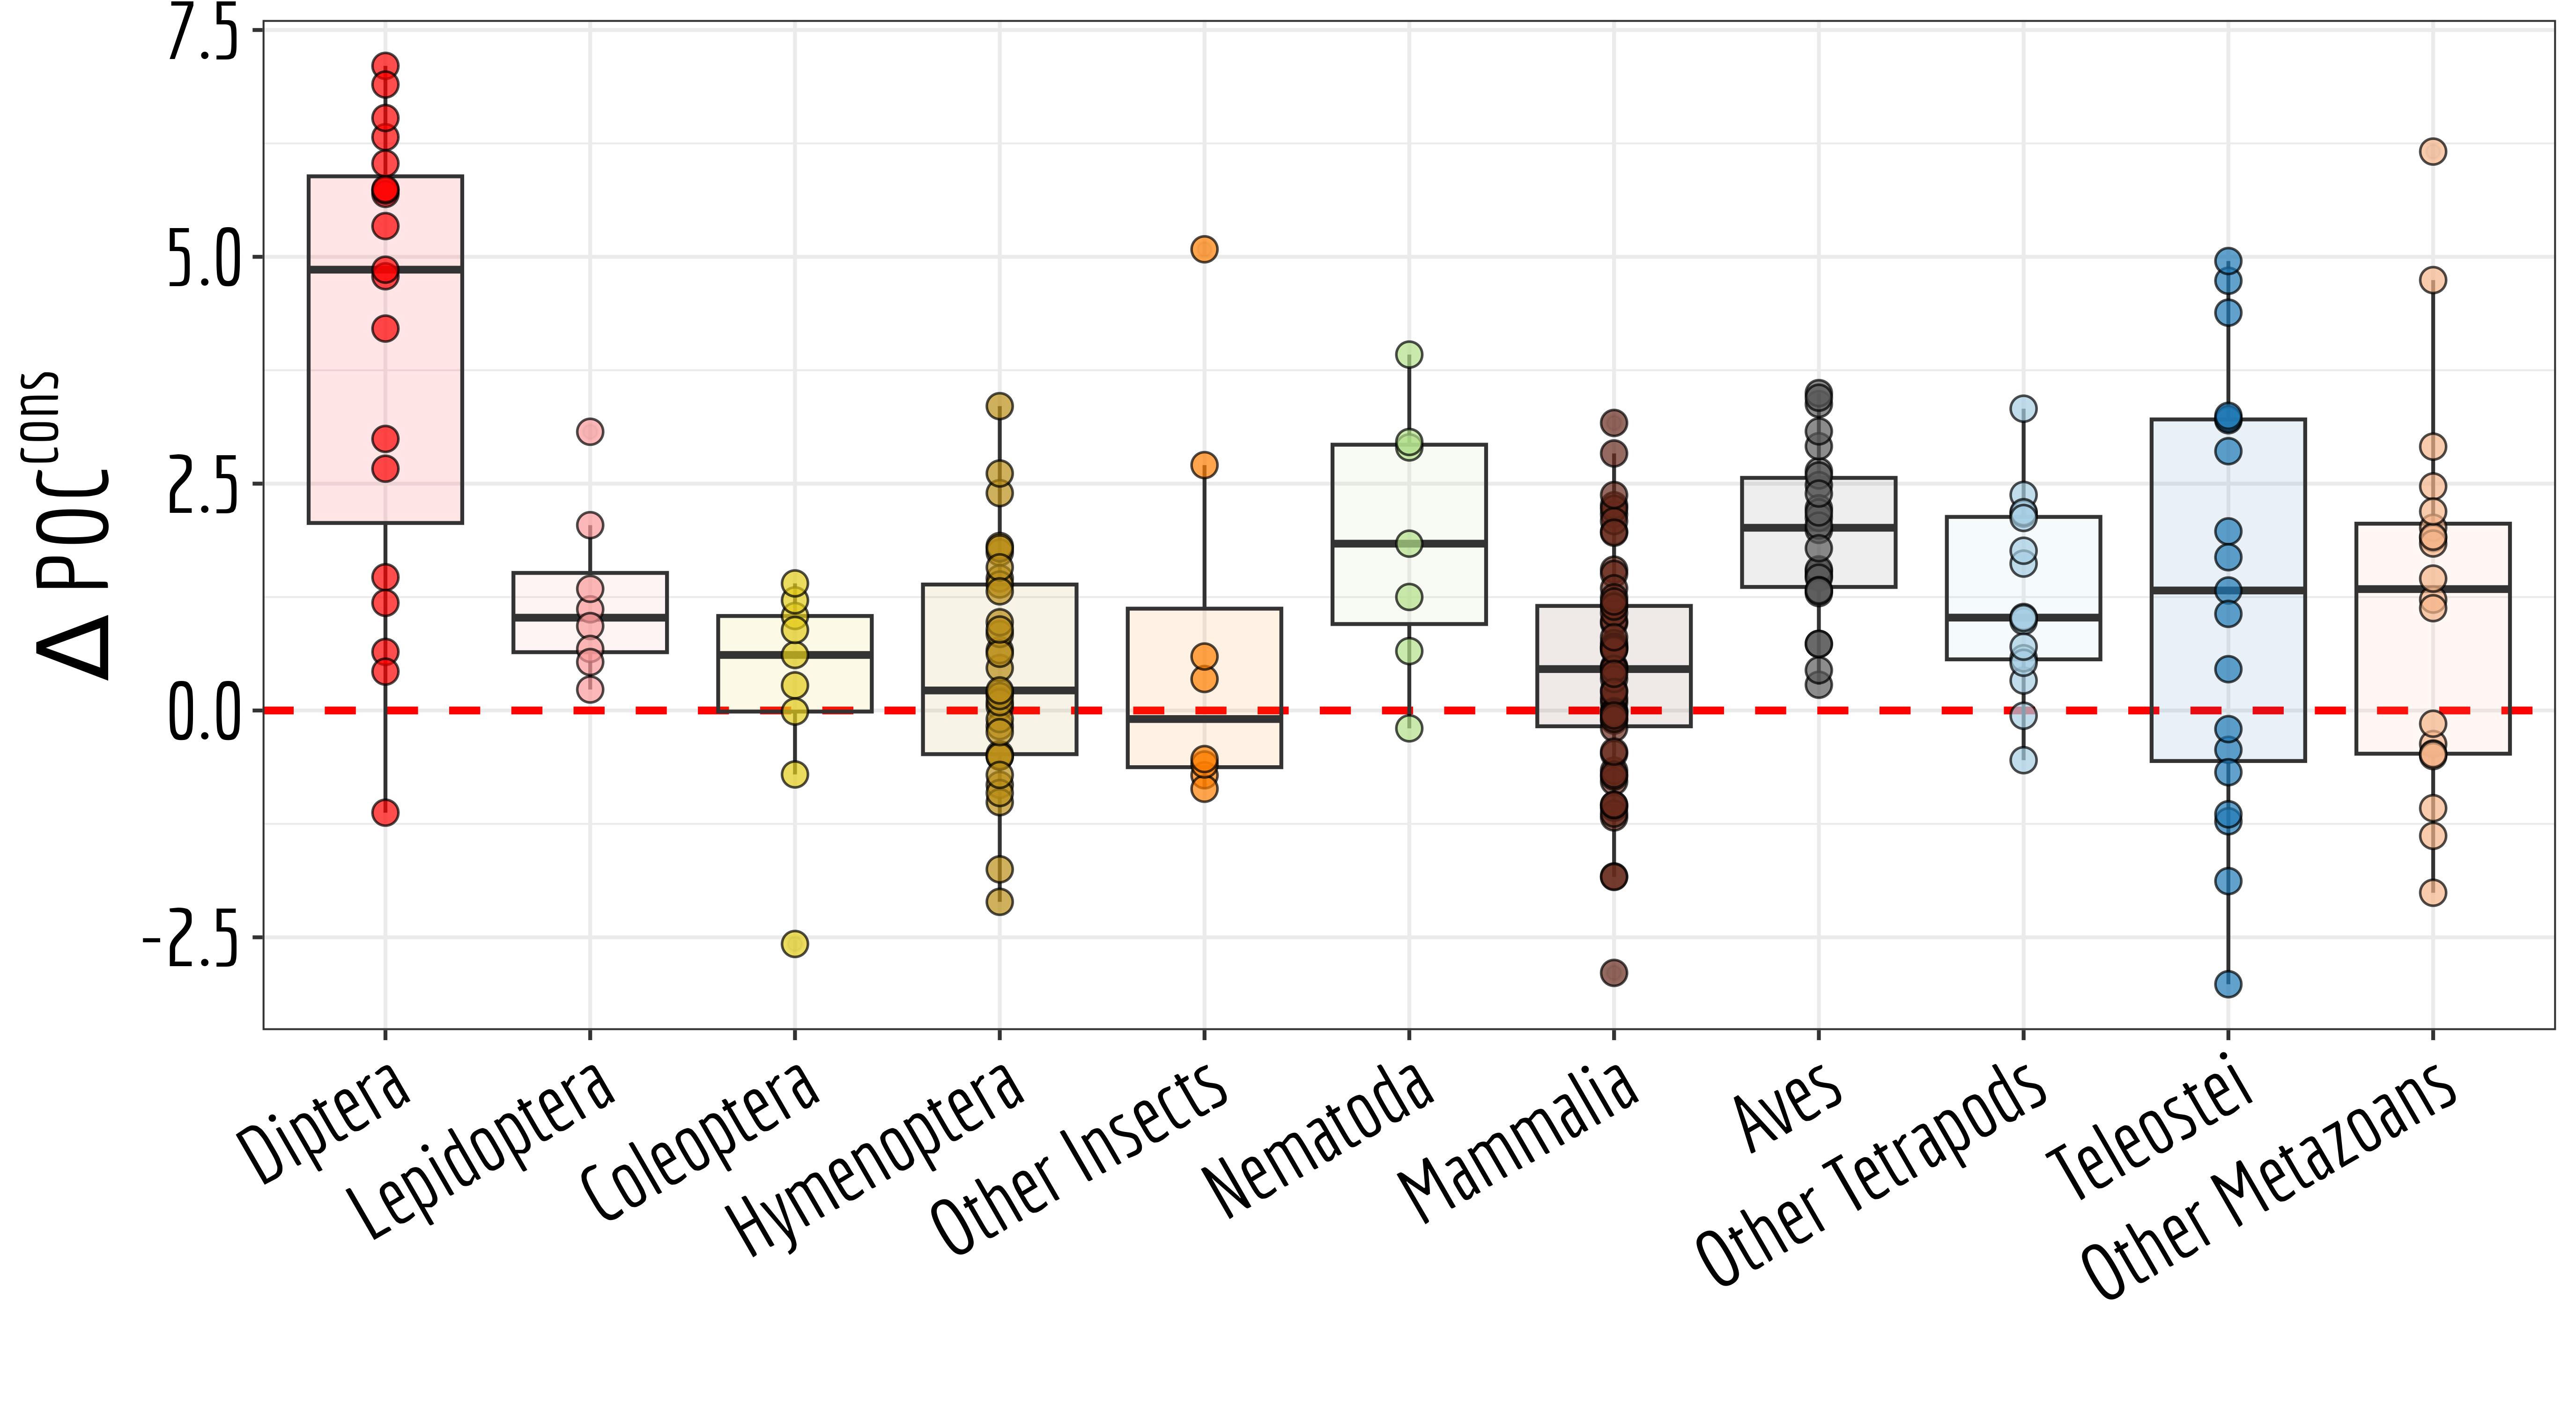 7.5
5.0
2.5
0.0
-2.5
Δ POC^cons
Diptera
Lepidoptera
Coleoptera
Hymenoptera
Other Insects
Nematoda
Mammalia
Aves
Other Tetrapods
Teleostei
Other Metazoans